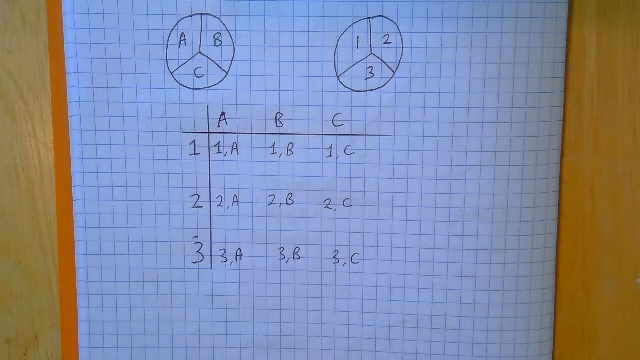 A B 1 2
C 3
A B C
1 1,A 1,B 1,C
2 2,A 2,B 2,C
3 3,A 3,B 3,C